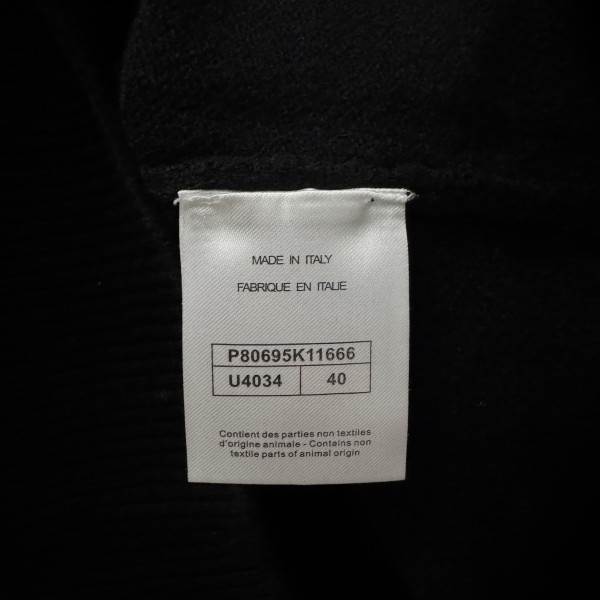 MADE IN ITALY
FABRIQUE EN ITALIE
P80695K11666
U4034 40
Contient des parties non textiles
d'origine animale - Contains non
textile parts of animal origin